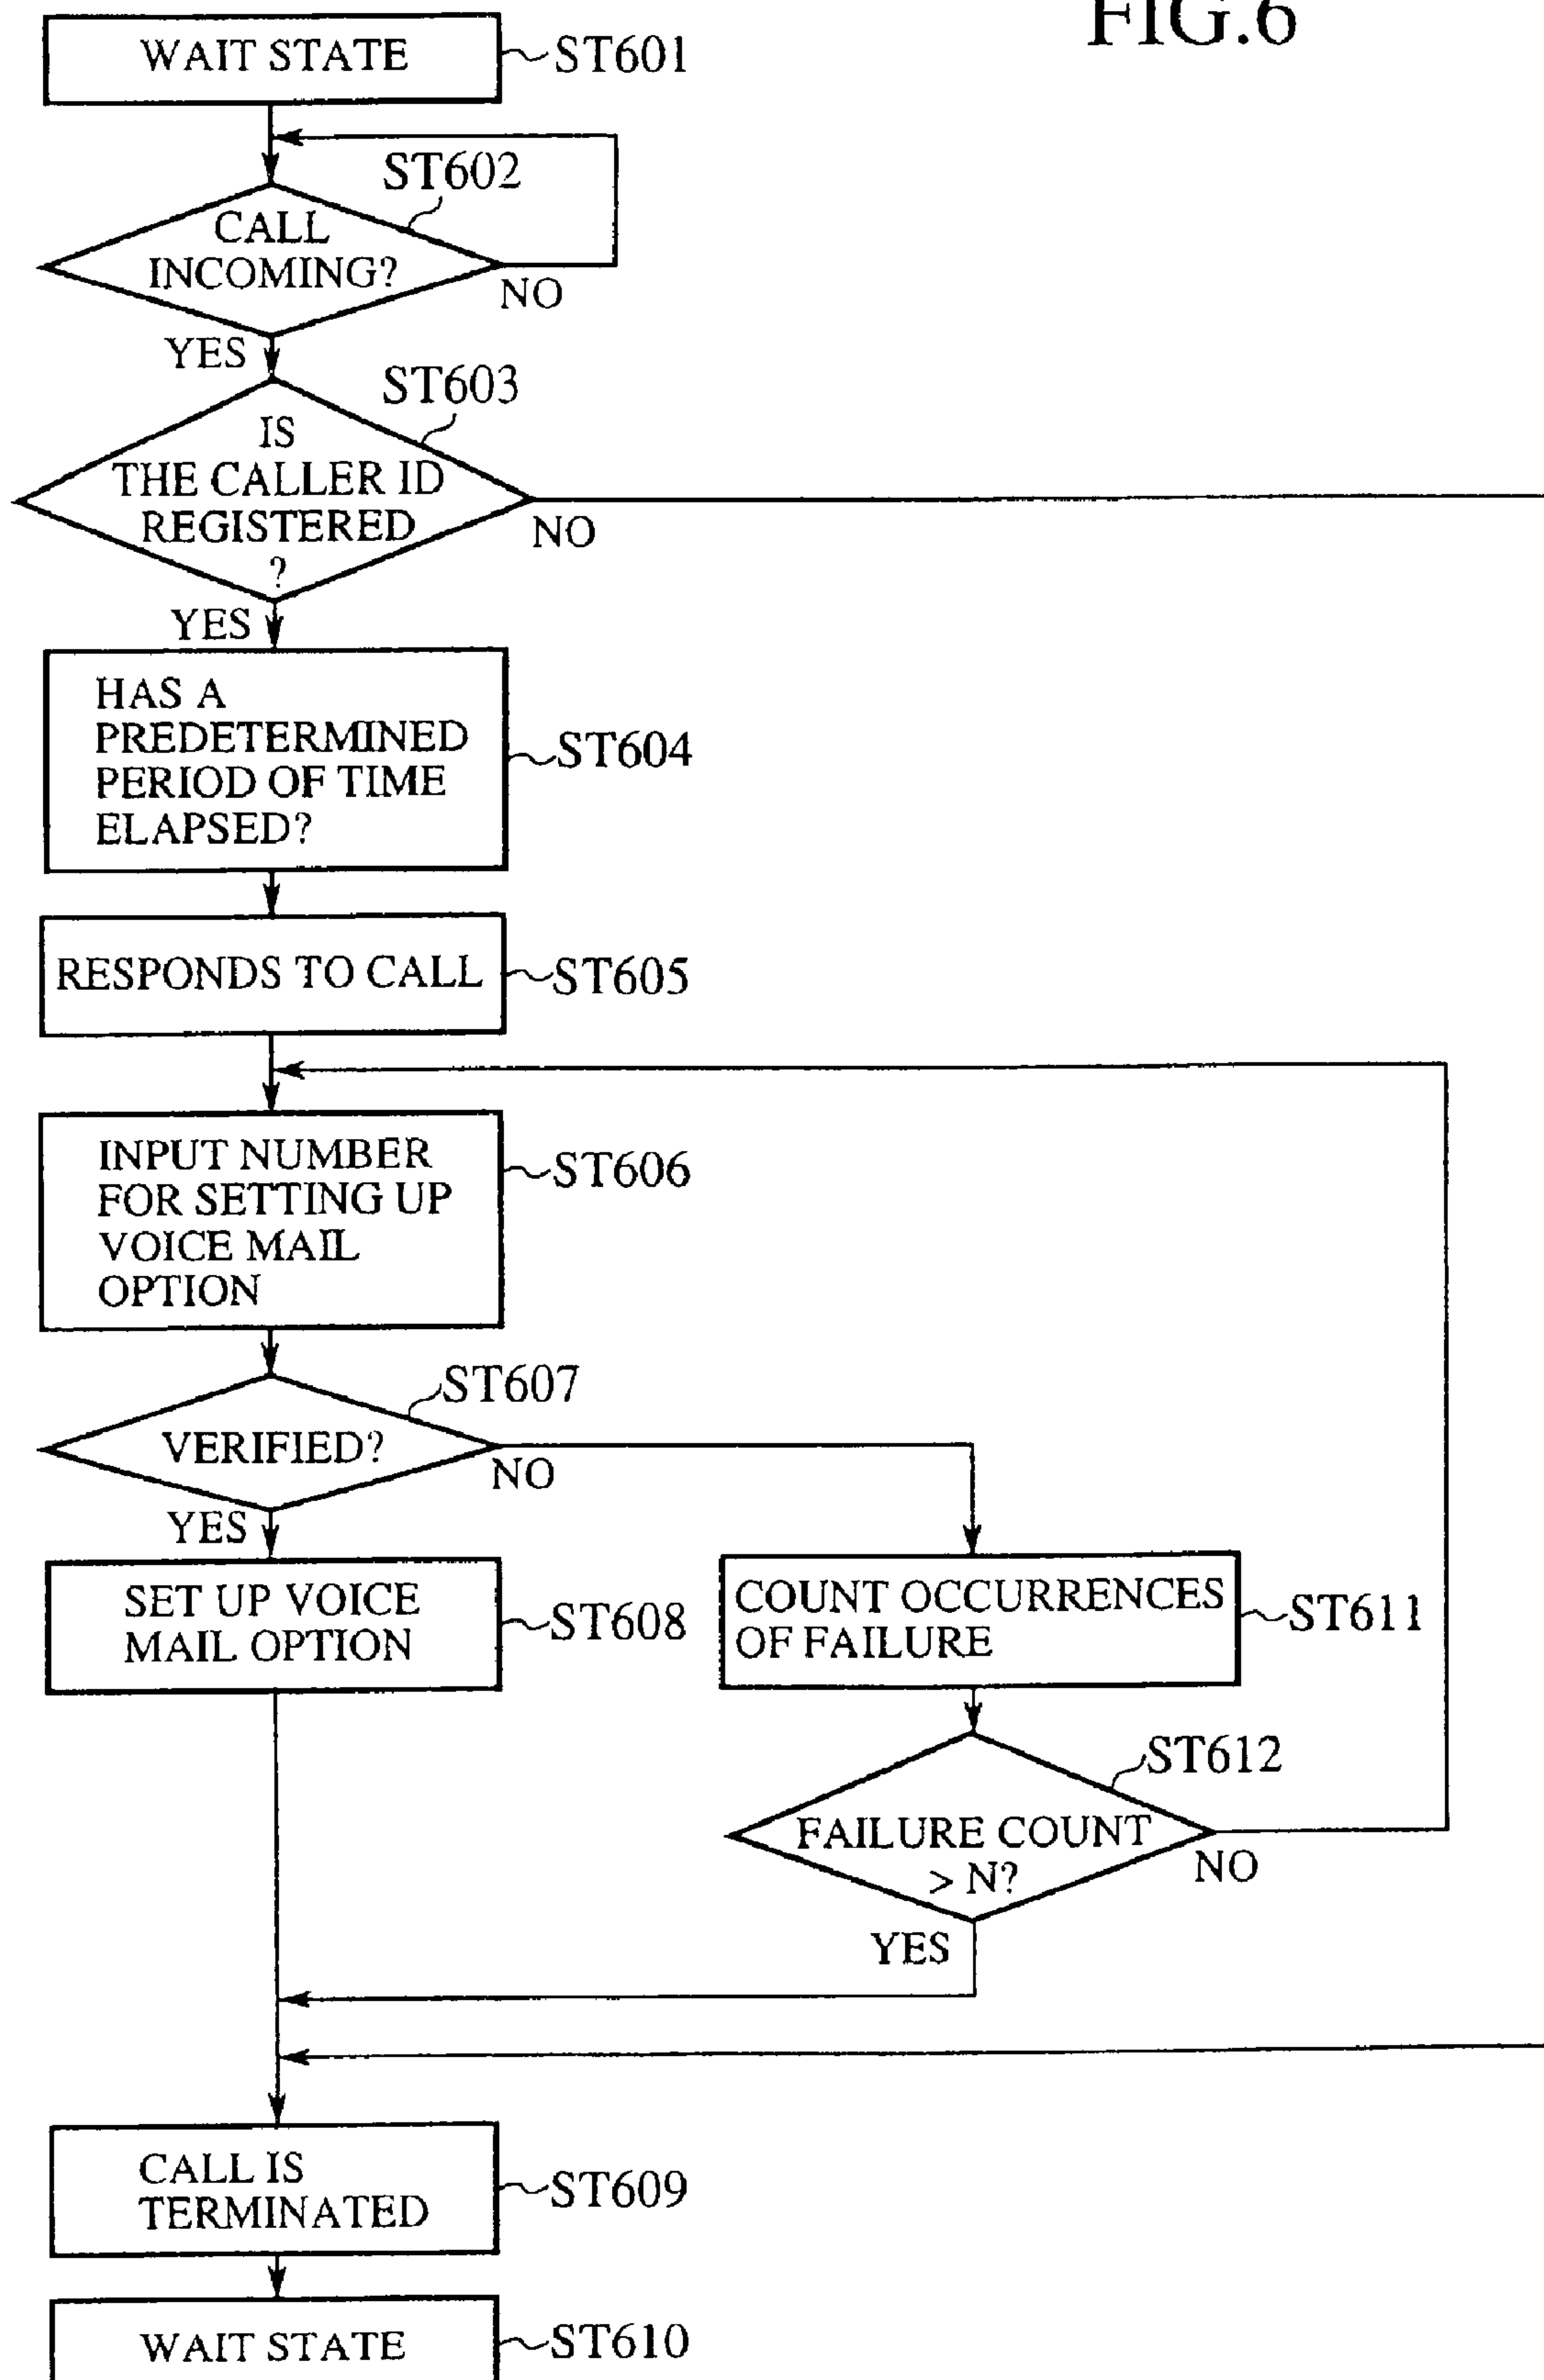 FIG.6
WAIT STATE
ST601
ST602
CALL
INCOMING?
NO
YES
ST603
IS
THE CALLER ID
REGISTERED
?
NO
YES
HAS A
PREDETERMINED
PERIOD OF TIME
ELAPSED?
ST604
RESPONDS TO CALL
ST605
INPUT NUMBER
FOR SETTING UP
VOICE MAIL
OPTION
ST606
ST607
VERIFIED?
NO
YES
SET UP VOICE
MAIL OPTION
ST608
COUNT OCCURRENCES
OF FAILURE
ST611
ST612
FAILURE COUNT
> N?
NO
YES
CALL IS
TERMINATED
ST609
WAIT STATE
ST610